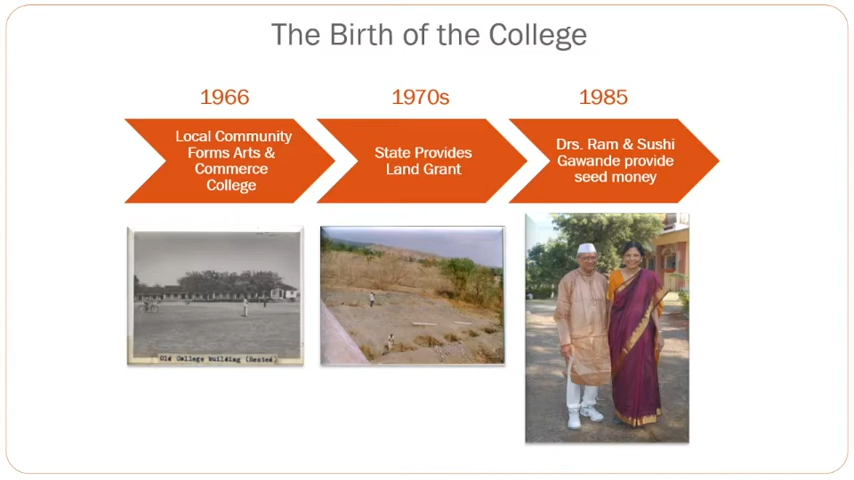 The Birth of the College
1966
1970s
1985
Local Community
Forms Arts &
Commerce
College
State Provides
Land Grant
Drs. Ram & Sushi
Gawande provide
seed money
Old College building (Rented)